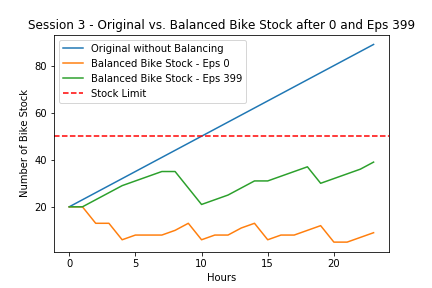 Session 3 - Original vs. Balanced Bike Stock after 0 and Eps 399
Original without Balancing
Balanced Bike Stock - Eps 0
Balanced Bike Stock - Eps 399
Stock Limit
Number of Bike Stock
80
60
40
20
0 5 10 15 20
Hours